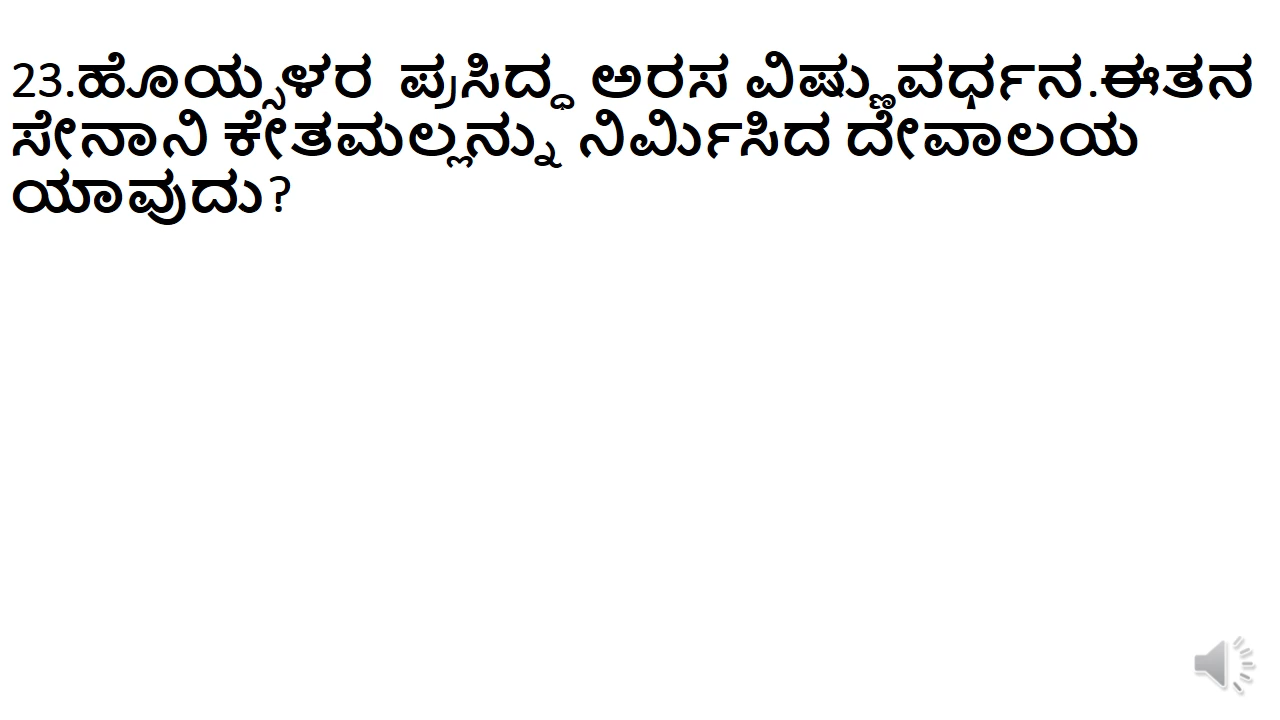 23.ಹೊಯ್ಸಳರ ಪ್ರಸಿದ್ಧ ಅರಸ ವಿಷ್ಣುವರ್ಧನ.ಈತನ
ಸೇನಾನಿ ಕೇತಮಲ್ಲನ್ನು ನಿರ್ಮಿಸಿದ ದೇವಾಲಯ
ಯಾವುದು?